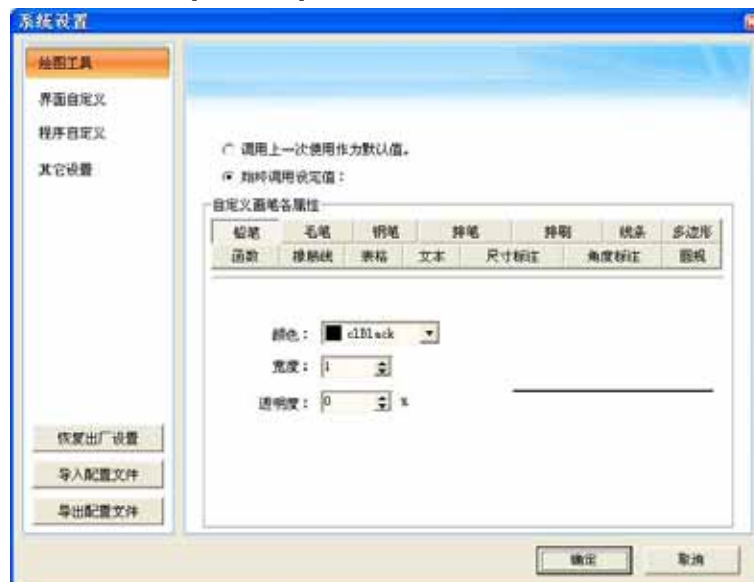 系统设置
绘图工具
界面自定义
程序自定义
其它设置
调用上一次使用作为默认值。
始终调用设定值：
自定义画笔各属性
铅笔 毛笔 钢笔 排笔 排刷 线条 多边形
函数 橡筋线 表格 文本 尺寸标注 角度标注 圆规
颜色： clBlack
宽度： 1
透明度： 0 %
恢复出厂设置
导入配置文件
导出配置文件
确定 取消